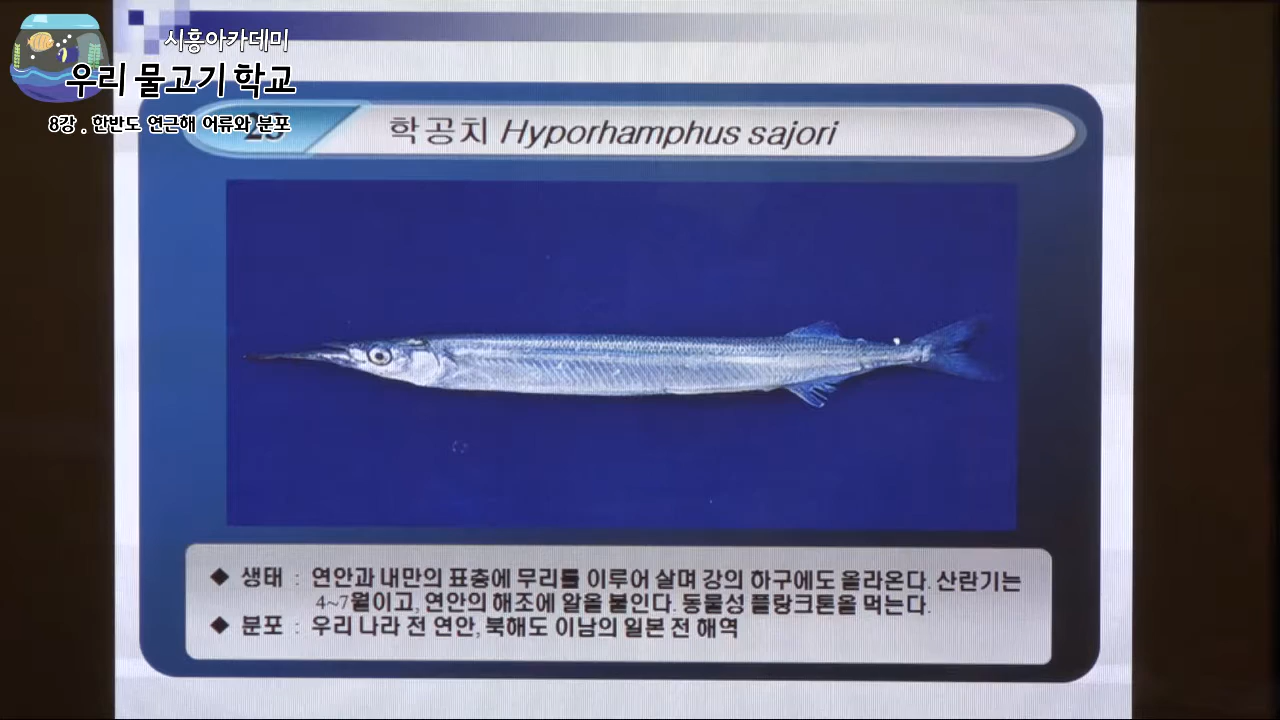 시흥아카데미
우리 물고기 학교
8강 . 한반도 연근해 어류와 분포
학공치 Hyporhamphus sajori
◆ 생태 : 연안과 내만의 표층에 무리를 이루어 살며 강의 하구에도 올라온다. 산란기는
4~7월이고, 연안의 해조에 알을 붙인다. 동물성 플랑크톤을 먹는다.
◆ 분포 : 우리 나라 전 연안, 북해도 이남의 일본 전 해역